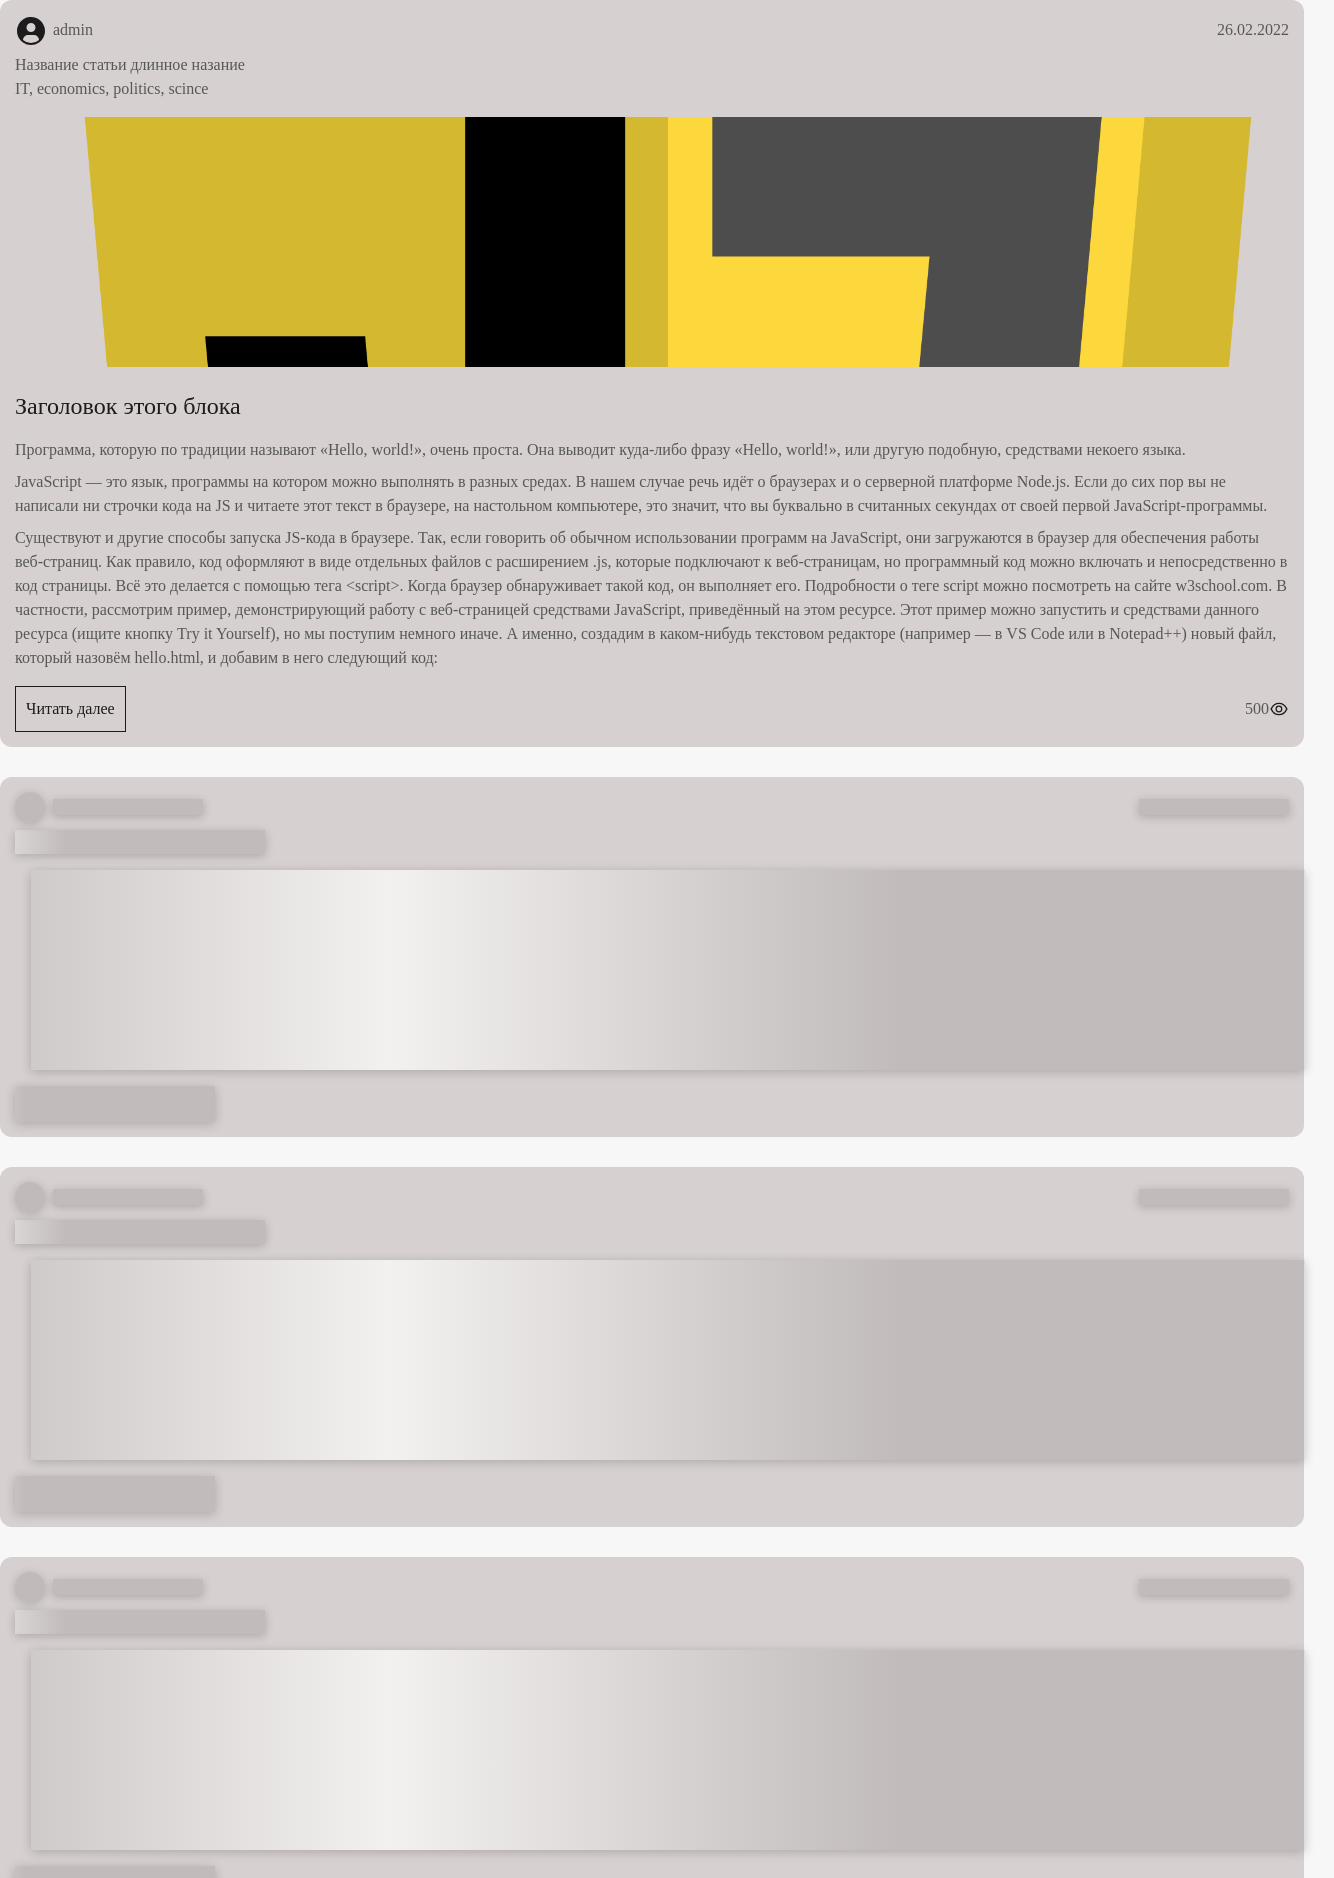 admin
26.02.2022
Название статьи длинное назание
IT, economics, politics, scince
Заголовок этого блока
Программа, которую по традиции называют «Hello, world!», очень проста. Она выводит куда-либо фразу «Hello, world!», или другую подобную, средствами некоего языка.
JavaScript — это язык, программы на котором можно выполнять в разных средах. В нашем случае речь идёт о браузерах и о серверной платформе Node.js. Если до сих пор вы не
написали ни строчки кода на JS и читаете этот текст в браузере, на настольном компьютере, это значит, что вы буквально в считанных секундах от своей первой JavaScript-программы.
Существуют и другие способы запуска JS-кода в браузере. Так, если говорить об обычном использовании программ на JavaScript, они загружаются в браузер для обеспечения работы
веб-страниц. Как правило, код оформляют в виде отдельных файлов с расширением .js, которые подключают к веб-страницам, но программный код можно включать и непосредственно в
код страницы. Всё это делается с помощью тега <script>. Когда браузер обнаруживает такой код, он выполняет его. Подробности о теге script можно посмотреть на сайте w3school.com. В
частности, рассмотрим пример, демонстрирующий работу с веб-страницей средствами JavaScript, приведённый на этом ресурсе. Этот пример можно запустить и средствами данного
ресурса (ищите кнопку Try it Yourself), но мы поступим немного иначе. А именно, создадим в каком-нибудь текстовом редакторе (например — в VS Code или в Notepad++) новый файл,
который назовём hello.html, и добавим в него следующий код:
Читать далее
500